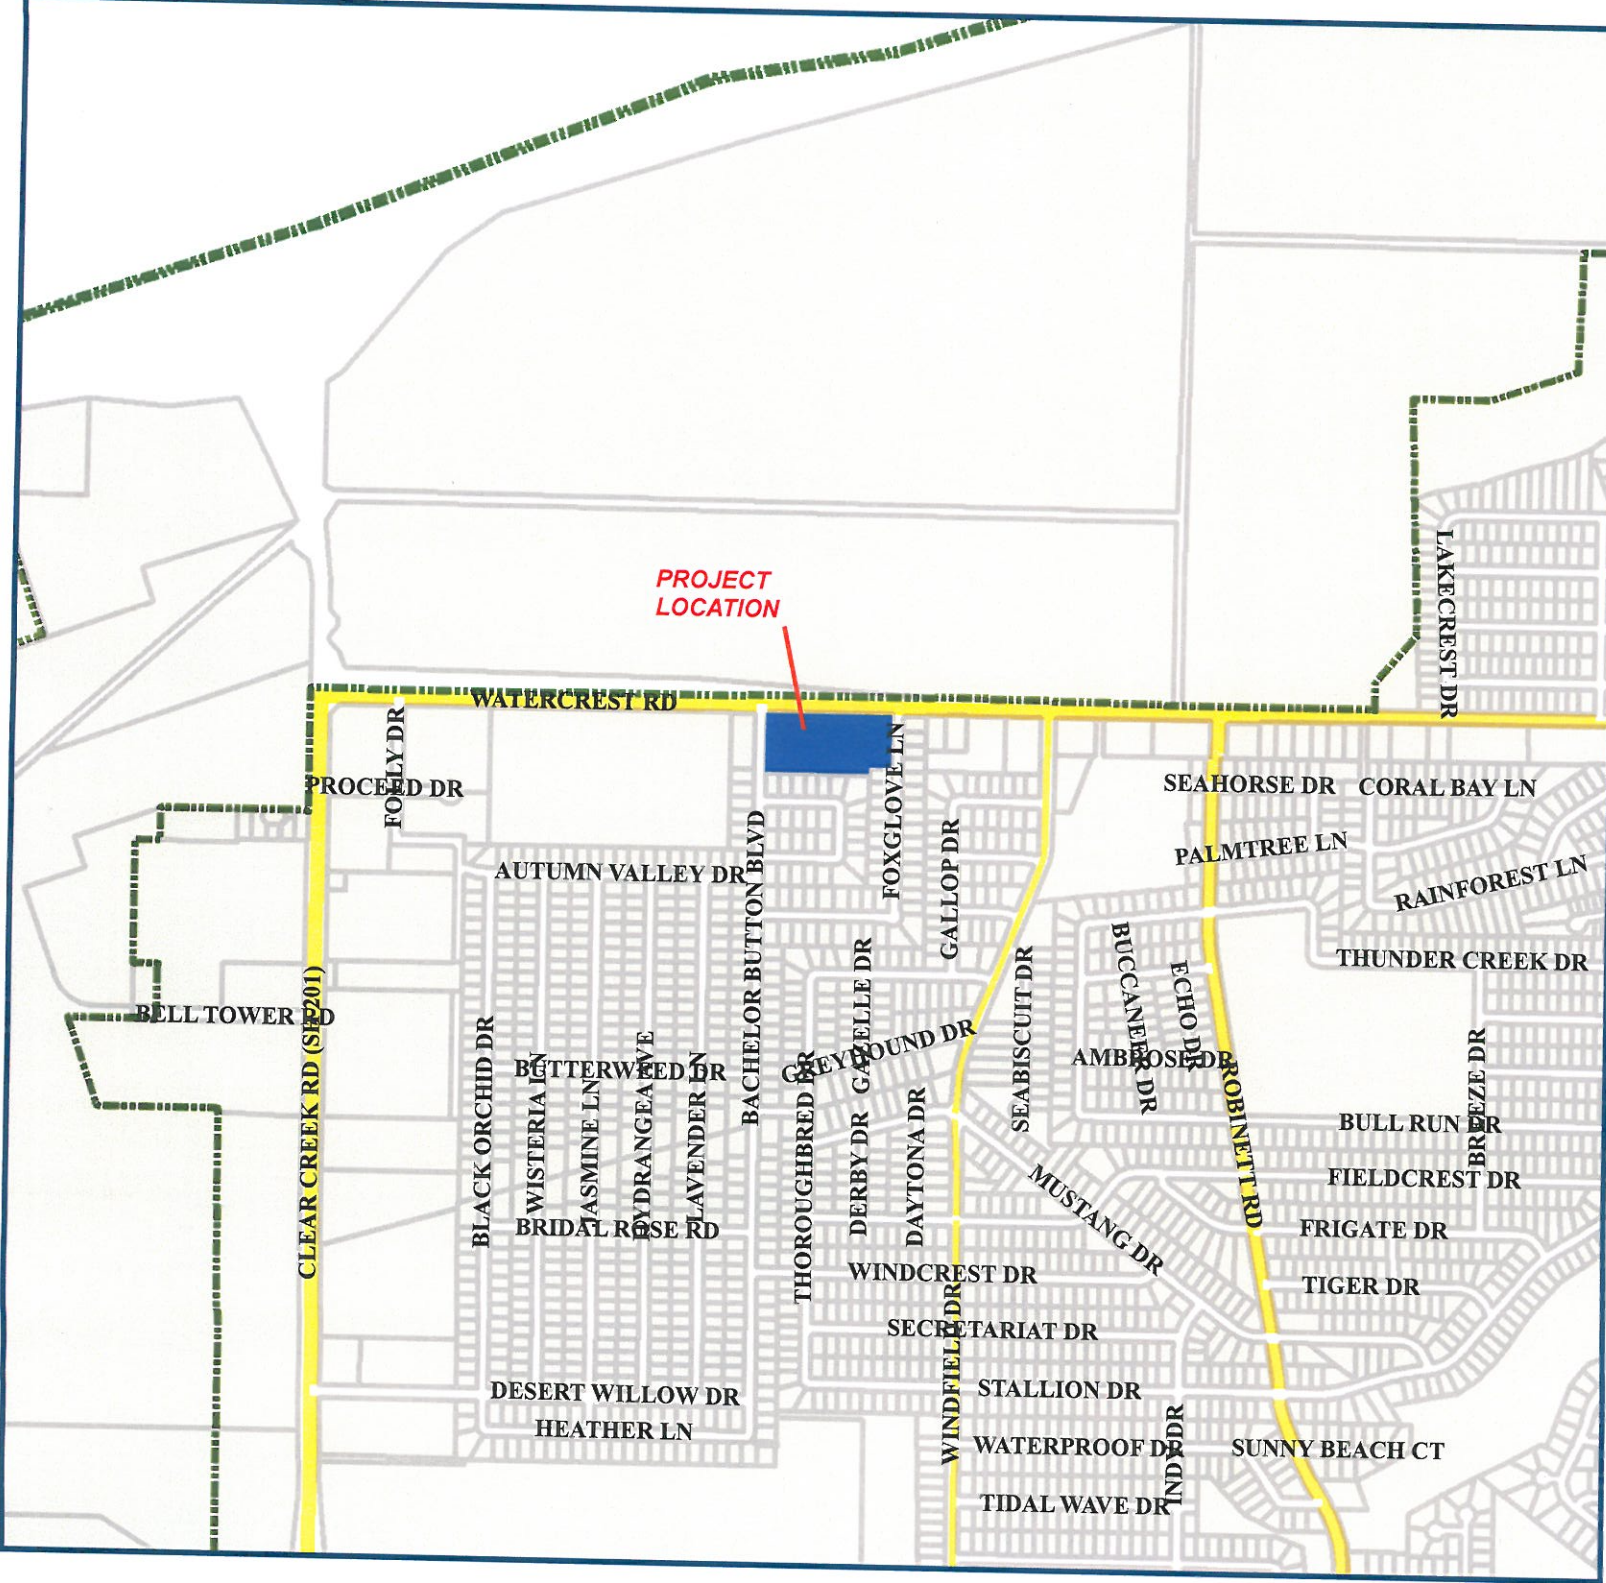 PROJECT
LOCATION
LAKECREST DR
WATERCREST RD
FOLLY DR
PROCEED DR
FOXGLOVE LN
SEAHORSE DR
CORAL BAY LN
AUTUMN VALLEY DR
BACHELOR BUTTON BLVD
GALLOP DR
PALMTREE LN
RAINFOREST LN
BUCCANEER DR
ECHO DR
THUNDER CREEK DR
GAZELLE DR
SEABISCUIT DR
BELL TOWER RD
CLEAR CREEK RD (SH 201)
BLACK ORCHID DR
BUTTERWEED DR
WISTERIA LN
JASMINE LN
HYDRANGEA AVE
LAVENDER LN
GREYHOUND DR
THOROUGHBRED DR
DERBY DR
DAYTONA DR
AMBROSE DR
ROBINETT RD
BREEZE DR
BULL RUN DR
FIELDCREST DR
MUSTANG DR
BRIDAL ROSE RD
FRIGATE DR
WINDCREST DR
TIGER DR
WINDFIELD DR
SECRETARIAT DR
DESERT WILLOW DR
STALLION DR
HEATHER LN
WATERPROOF DR
INDY DR
SUNNY BEACH CT
TIDAL WAVE DR